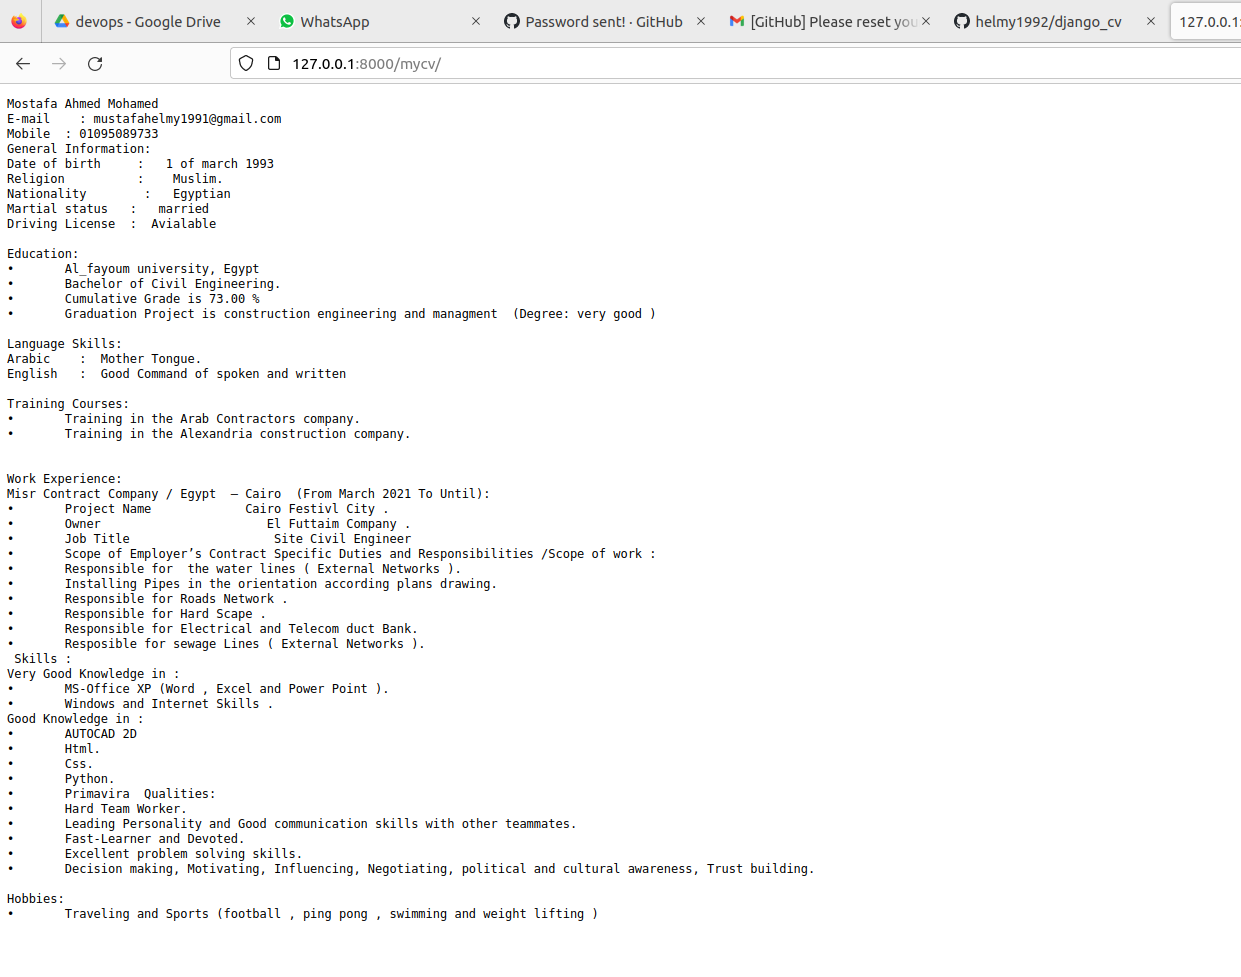 devops - Google Drive
WhatsApp
Password sent! · GitHub
[GitHub] Please reset you
helmy1992/django_cv
127.0.0.1:
127.0.0.1:8000/mycv/
Mostafa Ahmed Mohamed
E-mail    : mustafahelmy1991@gmail.com
Mobile  : 01095089733
General Information:
Date of birth     :   1 of march 1993
Religion          :    Muslim.
Nationality        :   Egyptian
Martial status   :   married
Driving License  :  Avialable
Education:
•       Al_fayoum university, Egypt
•       Bachelor of Civil Engineering.
•       Cumulative Grade is 73.00 %
•       Graduation Project is construction engineering and managment  (Degree: very good )
Language Skills:
Arabic    :  Mother Tongue.
English   :  Good Command of spoken and written
Training Courses:
•       Training in the Arab Contractors company.
•       Training in the Alexandria construction company.
Work Experience:
Misr Contract Company / Egypt  – Cairo  (From March 2021 To Until):
•       Project Name             Cairo Festivl City .
•       Owner                       El Futtaim Company .
•       Job Title                    Site Civil Engineer
•       Scope of Employer’s Contract Specific Duties and Responsibilities /Scope of work :
•       Responsible for  the water lines ( External Networks ).
•       Installing Pipes in the orientation according plans drawing.
•       Responsible for Roads Network .
•       Responsible for Hard Scape .
•       Responsible for Electrical and Telecom duct Bank.
•       Resposible for sewage Lines ( External Networks ).
Skills :
Very Good Knowledge in :
•       MS-Office XP (Word , Excel and Power Point ).
•       Windows and Internet Skills .
Good Knowledge in :
•       AUTOCAD 2D
•       Html.
•       Css.
•       Python.
•       Primavira  Qualities:
•       Hard Team Worker.
•       Leading Personality and Good communication skills with other teammates.
•       Fast-Learner and Devoted.
•       Excellent problem solving skills.
•       Decision making, Motivating, Influencing, Negotiating, political and cultural awareness, Trust building.
Hobbies:
•       Traveling and Sports (football , ping pong , swimming and weight lifting )